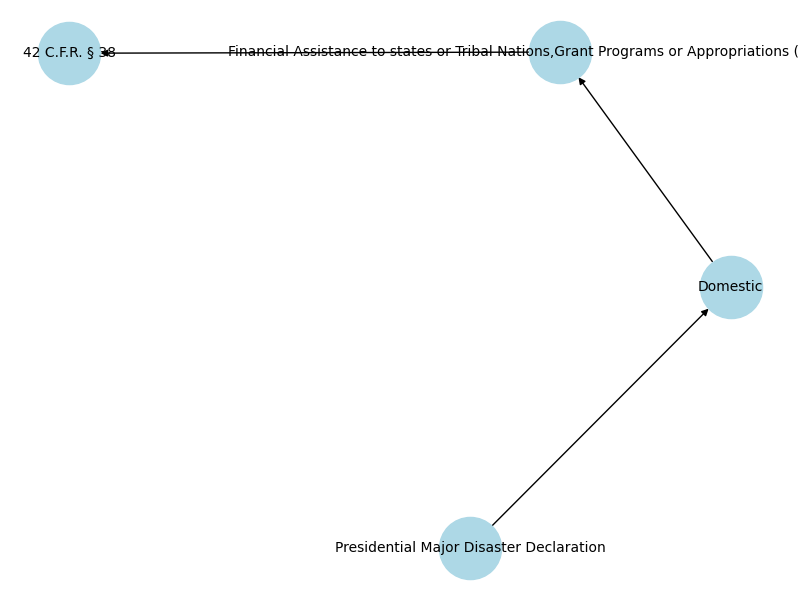 42 C.F.R. § 38
Financial Assistance to states or Tribal Nations,Grant Programs or Appropriations (
Domestic
Presidential Major Disaster Declaration